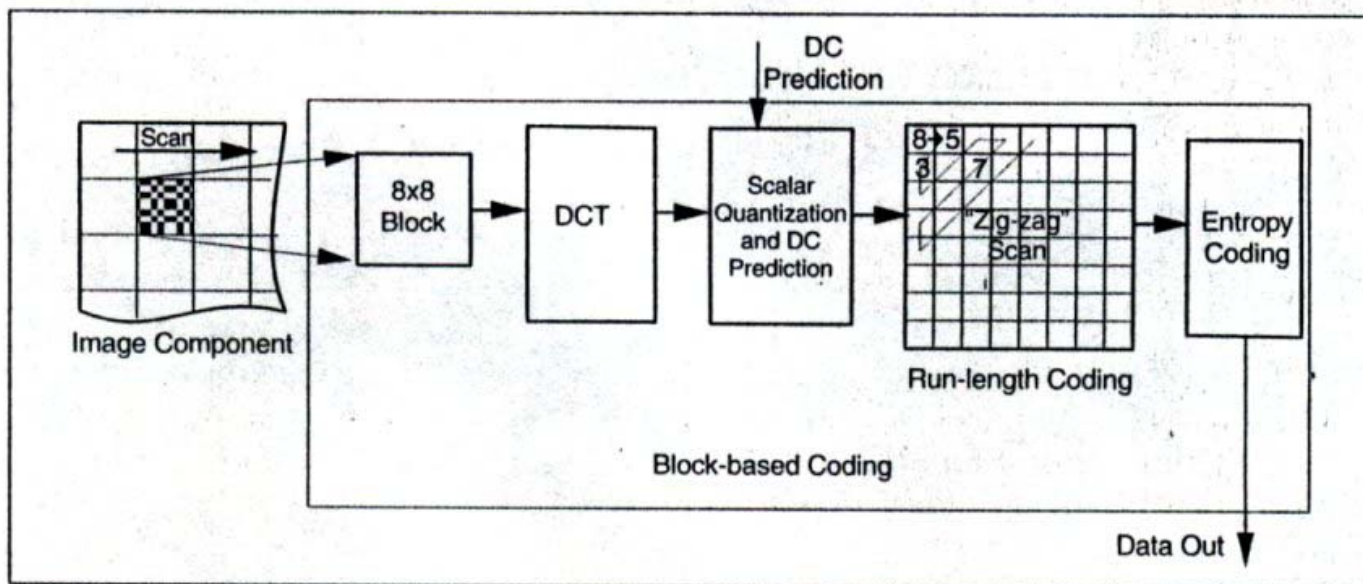 DC
Prediction
Scan
8x8
Block
DCT
Scalar
Quantization
and DC
Prediction
8 5
3 7
"Zig-zag"
Scan
Entropy
Coding
Image Component
Run-length Coding
Block-based Coding
Data Out